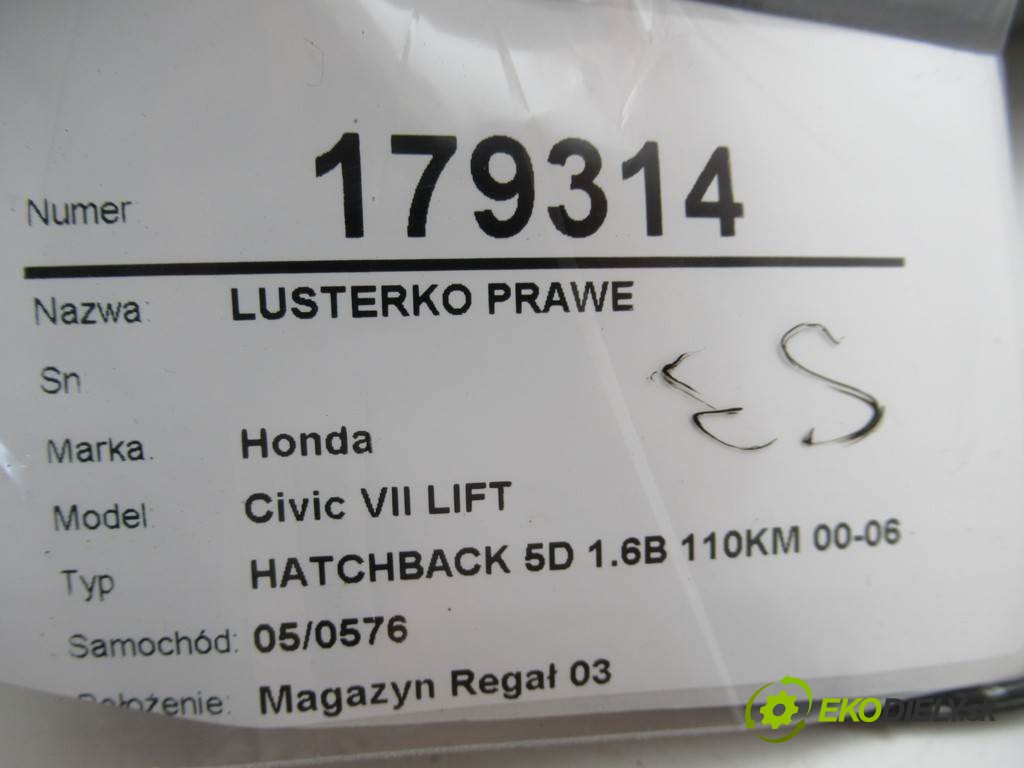 Numer 179314
Nazwa: LUSTERKO PRAWE
Sn
ES
Marka. Honda
Model: Civic VII LIFT
Typ HATCHBACK 5D 1.6B 110KM 00-06
Samochód: 05/0576
Położenie: Magazyn Regał 03
EKODIELY.SK